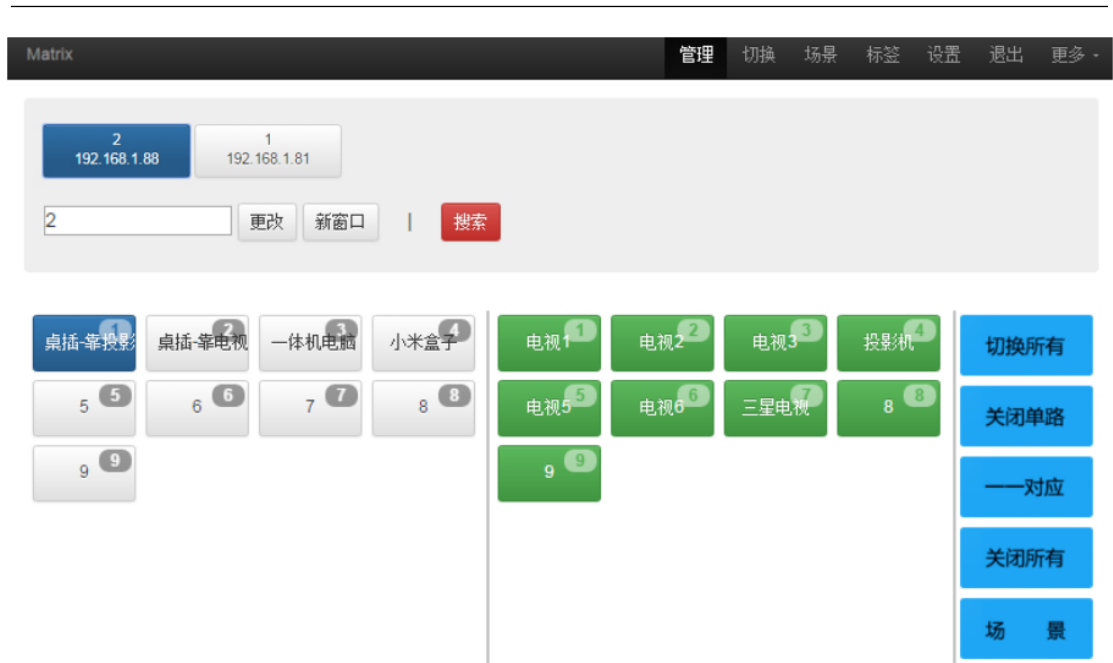 Matrix 管理 切换 场景 标签 设置 退出 更多
2 1
192.168.1.88 192.168.1.81
2 更改 新窗口 | 搜索
桌插-靠投影 1 桌插-靠电视 2 一体机电脑 3 小米盒子 4 电视1 1 电视2 2 电视3 3 投影机 4 切换所有
5 5 6 6 7 7 8 8 电视5 5 电视6 6 三星电视 7 8 8 关闭单路
9 9 9 9 一一对应
关闭所有
场 景